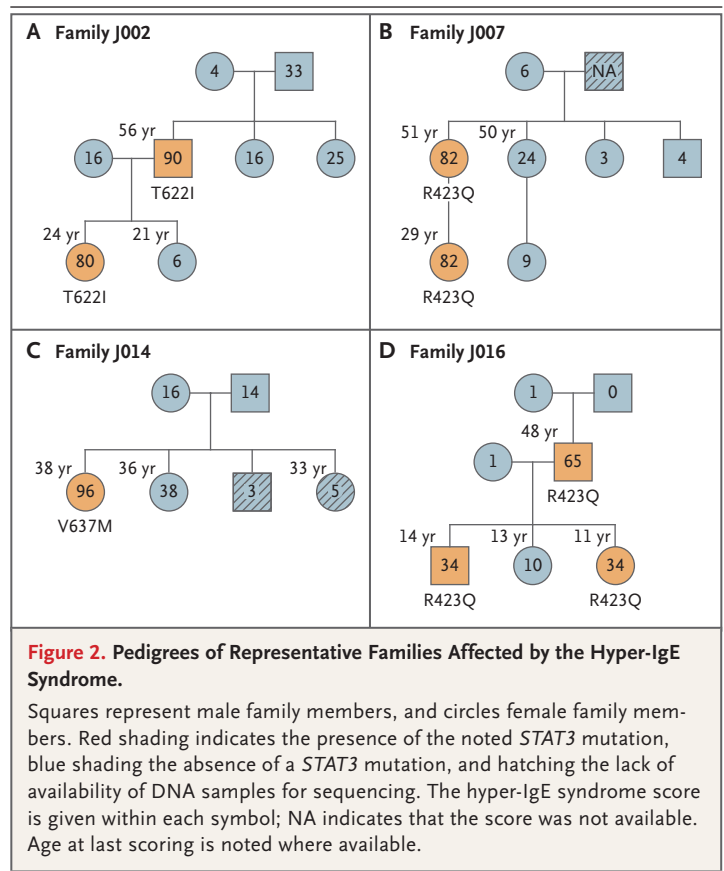 A Family J002
4 33
56 yr
16 90 16 25
T622I
24 yr 21 yr
80 6
T622I
B Family J007
6 NA
51 yr 50 yr
82 24 3 4
R423Q
29 yr
82 9
R423Q
C Family J014
16 14
38 yr 36 yr 33 yr
96 38 3 5
V637M
D Family J016
1 0
48 yr
1 65
R423Q
14 yr 13 yr 11 yr
34 10 34
R423Q R423Q
Figure 2. Pedigrees of Representative Families Affected by the Hyper-IgE
Syndrome.
Squares represent male family members, and circles female family mem-
bers. Red shading indicates the presence of the noted STAT3 mutation,
blue shading the absence of a STAT3 mutation, and hatching the lack of
availability of DNA samples for sequencing. The hyper-IgE syndrome score
is given within each symbol; NA indicates that the score was not available.
Age at last scoring is noted where available.